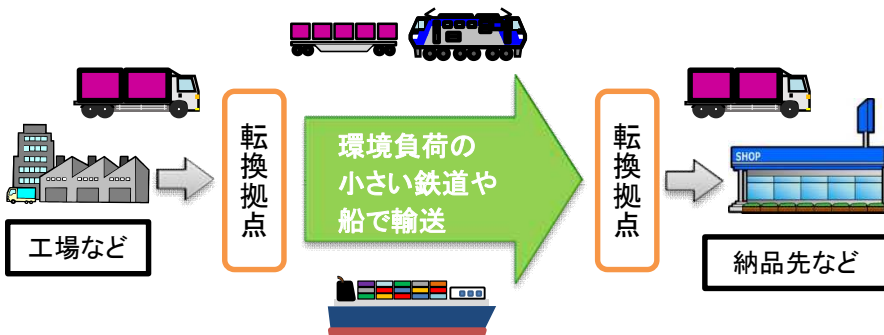 工場など
転換拠点
環境負荷の
小さい鉄道や
船で輸送
転換拠点
SHOP
納品先など